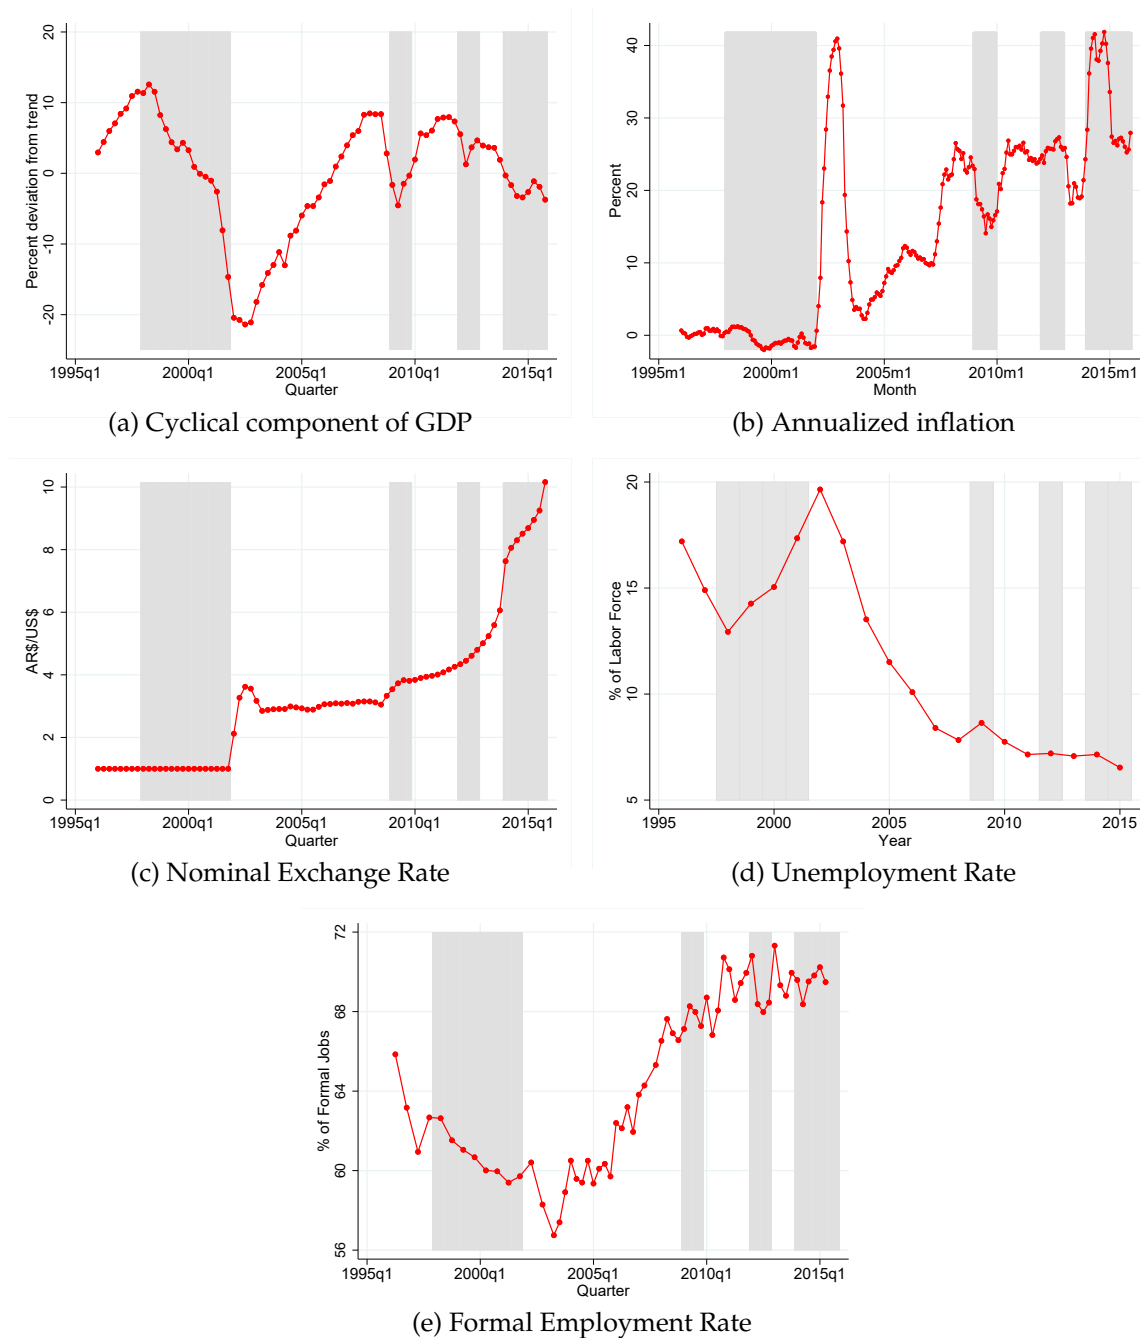 Percent deviation from trend
20
10
0
-10
-20
1995q1 2000q1 2005q1 2010q1 2015q1
Quarter
(a) Cyclical component of GDP
Percent
40
30
20
10
0
1995m1 2000m1 2005m1 2010m1 2015m1
Month
(b) Annualized inflation
AR$/US$
10
8
6
4
2
0
1995q1 2000q1 2005q1 2010q1 2015q1
Quarter
(c) Nominal Exchange Rate
% of Labor Force
20
15
10
5
1995 2000 2005 2010 2015
Year
(d) Unemployment Rate
% of Formal Jobs
72
68
64
60
56
1995q1 2000q1 2005q1 2010q1 2015q1
Quarter
(e) Formal Employment Rate